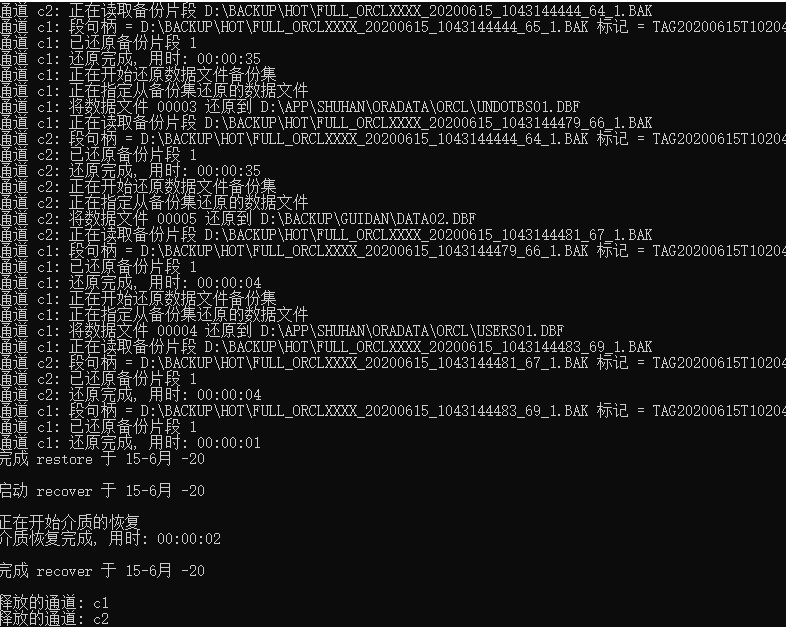 通道 c2: 正在读取备份片段 D:\BACKUP\HOT\FULL_ORCLXXXX_20200615_1043144444_64_1.BAK
通道 c1: 段句柄 = D:\BACKUP\HOT\FULL_ORCLXXXX_20200615_1043144444_65_1.BAK 标记 = TAG20200615T10204
通道 c1: 已还原备份片段 1
通道 c1: 还原完成, 用时: 00:00:35
通道 c1: 正在开始还原数据文件备份集
通道 c1: 正在指定从备份集还原的数据文件
通道 c1: 将数据文件 00003 还原到 D:\APP\SHUHAN\ORADATA\ORCL\UNDOTBS01.DBF
通道 c1: 正在读取备份片段 D:\BACKUP\HOT\FULL_ORCLXXXX_20200615_1043144479_66_1.BAK
通道 c2: 段句柄 = D:\BACKUP\HOT\FULL_ORCLXXXX_20200615_1043144444_64_1.BAK 标记 = TAG20200615T10204
通道 c2: 已还原备份片段 1
通道 c2: 还原完成, 用时: 00:00:35
通道 c2: 正在开始还原数据文件备份集
通道 c2: 正在指定从备份集还原的数据文件
通道 c2: 将数据文件 00005 还原到 D:\BACKUP\GUIDAN\DATA02.DBF
通道 c2: 正在读取备份片段 D:\BACKUP\HOT\FULL_ORCLXXXX_20200615_1043144481_67_1.BAK
通道 c1: 段句柄 = D:\BACKUP\HOT\FULL_ORCLXXXX_20200615_1043144479_66_1.BAK 标记 = TAG20200615T10204
通道 c1: 已还原备份片段 1
通道 c1: 还原完成, 用时: 00:00:04
通道 c1: 正在开始还原数据文件备份集
通道 c1: 正在指定从备份集还原的数据文件
通道 c1: 将数据文件 00004 还原到 D:\APP\SHUHAN\ORADATA\ORCL\USERS01.DBF
通道 c1: 正在读取备份片段 D:\BACKUP\HOT\FULL_ORCLXXXX_20200615_1043144483_69_1.BAK
通道 c2: 段句柄 = D:\BACKUP\HOT\FULL_ORCLXXXX_20200615_1043144481_67_1.BAK 标记 = TAG20200615T10204
通道 c2: 已还原备份片段 1
通道 c2: 还原完成, 用时: 00:00:04
通道 c1: 段句柄 = D:\BACKUP\HOT\FULL_ORCLXXXX_20200615_1043144483_69_1.BAK 标记 = TAG20200615T10204
通道 c1: 已还原备份片段 1
通道 c1: 还原完成, 用时: 00:00:01
完成 restore 于 15-6月 -20
启动 recover 于 15-6月 -20
正在开始介质的恢复
介质恢复完成, 用时: 00:00:02
完成 recover 于 15-6月 -20
释放的通道: c1
释放的通道: c2